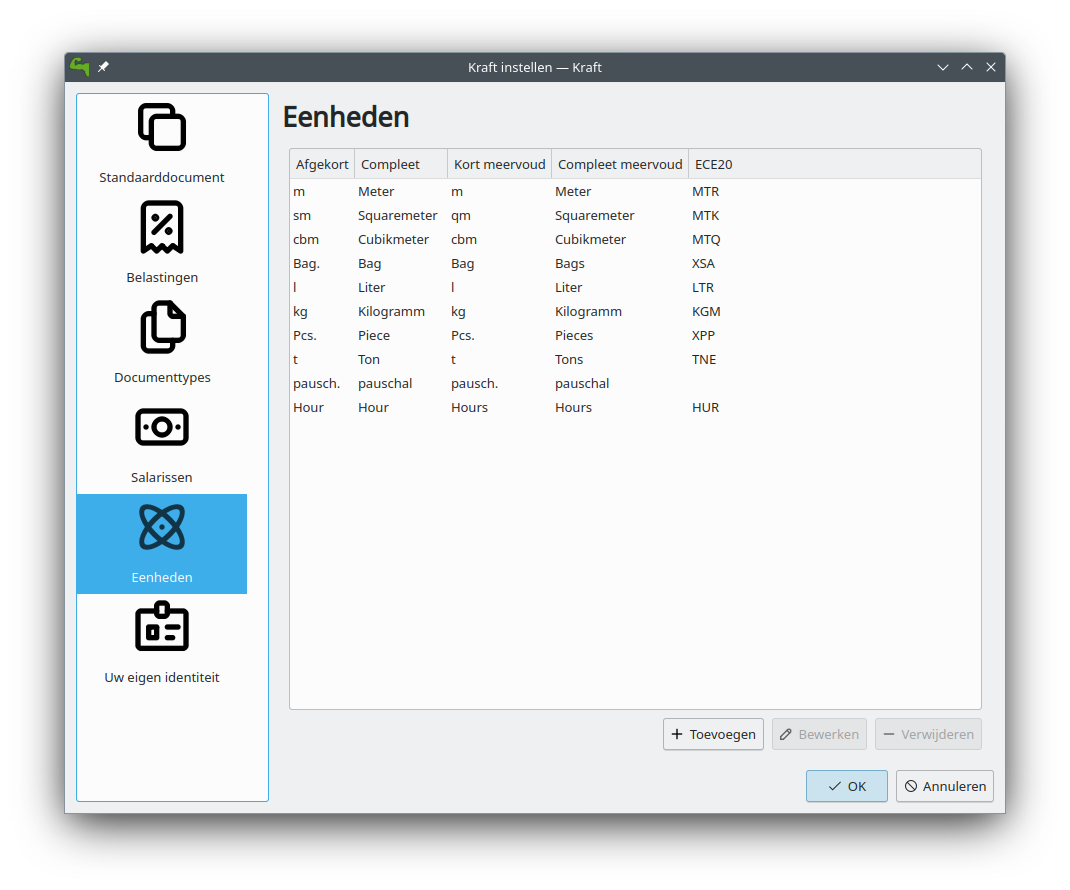 Kraft instellen — Kraft
Standaarddocument
Belastingen
Documenttypes
Salarissen
Eenheden
Uw eigen identiteit
Eenheden
Afgekort Compleet Kort meervoud Compleet meervoud ECE20
m Meter m Meter MTR
sm Squaremeter qm Squaremeter MTK
cbm Cubikmeter cbm Cubikmeter MTQ
Bag. Bag Bag Bags XSA
l Liter l Liter LTR
kg Kilogramm kg Kilogramm KGM
Pcs. Piece Pcs. Pieces XPP
t Ton t Tons TNE
pausch. pauschal pausch. pauschal
Hour Hour Hours Hours HUR
Toevoegen Bewerken Verwijderen
OK Annuleren